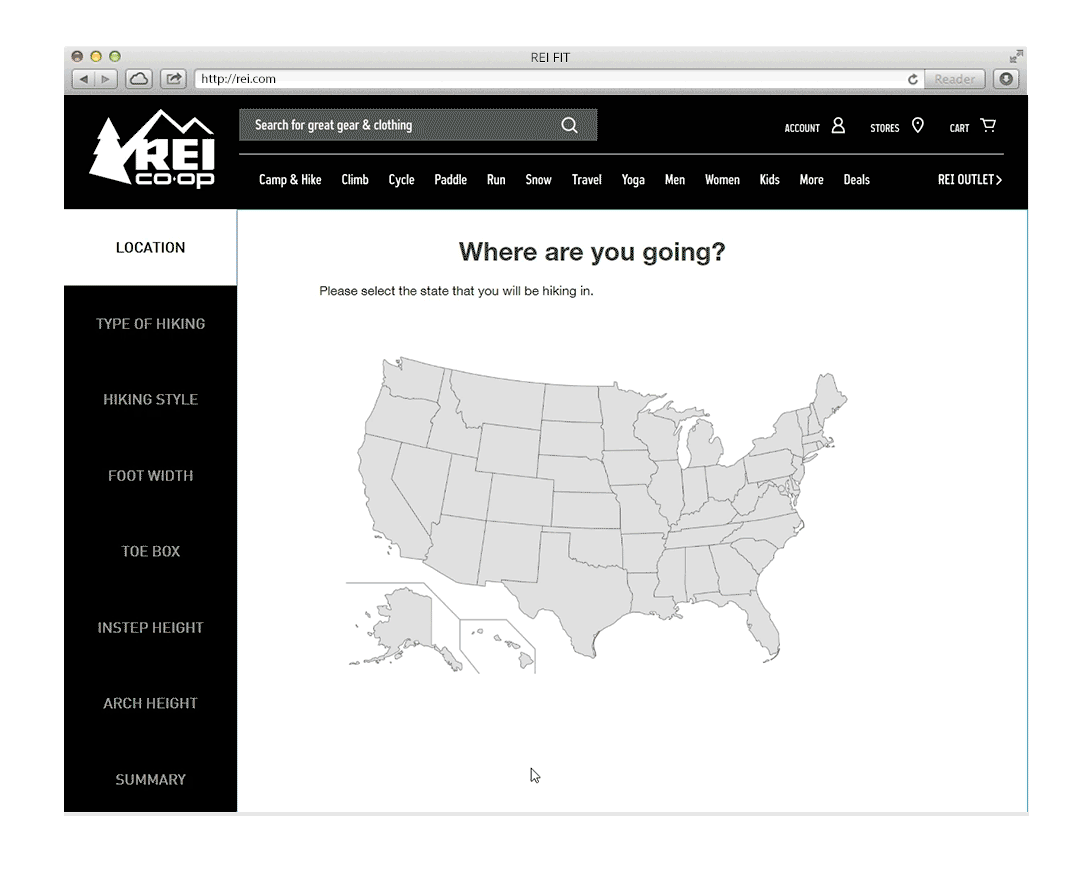 REI FIT
http://rei.com
Reader
REI
CO·OP
Search for great gear & clothing
ACCOUNT STORES CART
Camp & Hike Climb Cycle Paddle Run Snow Travel Yoga Men Women Kids More Deals REI OUTLET
LOCATION
TYPE OF HIKING
HIKING STYLE
FOOT WIDTH
TOE BOX
INSTEP HEIGHT
ARCH HEIGHT
SUMMARY
Where are you going?
Please select the state that you will be hiking in.